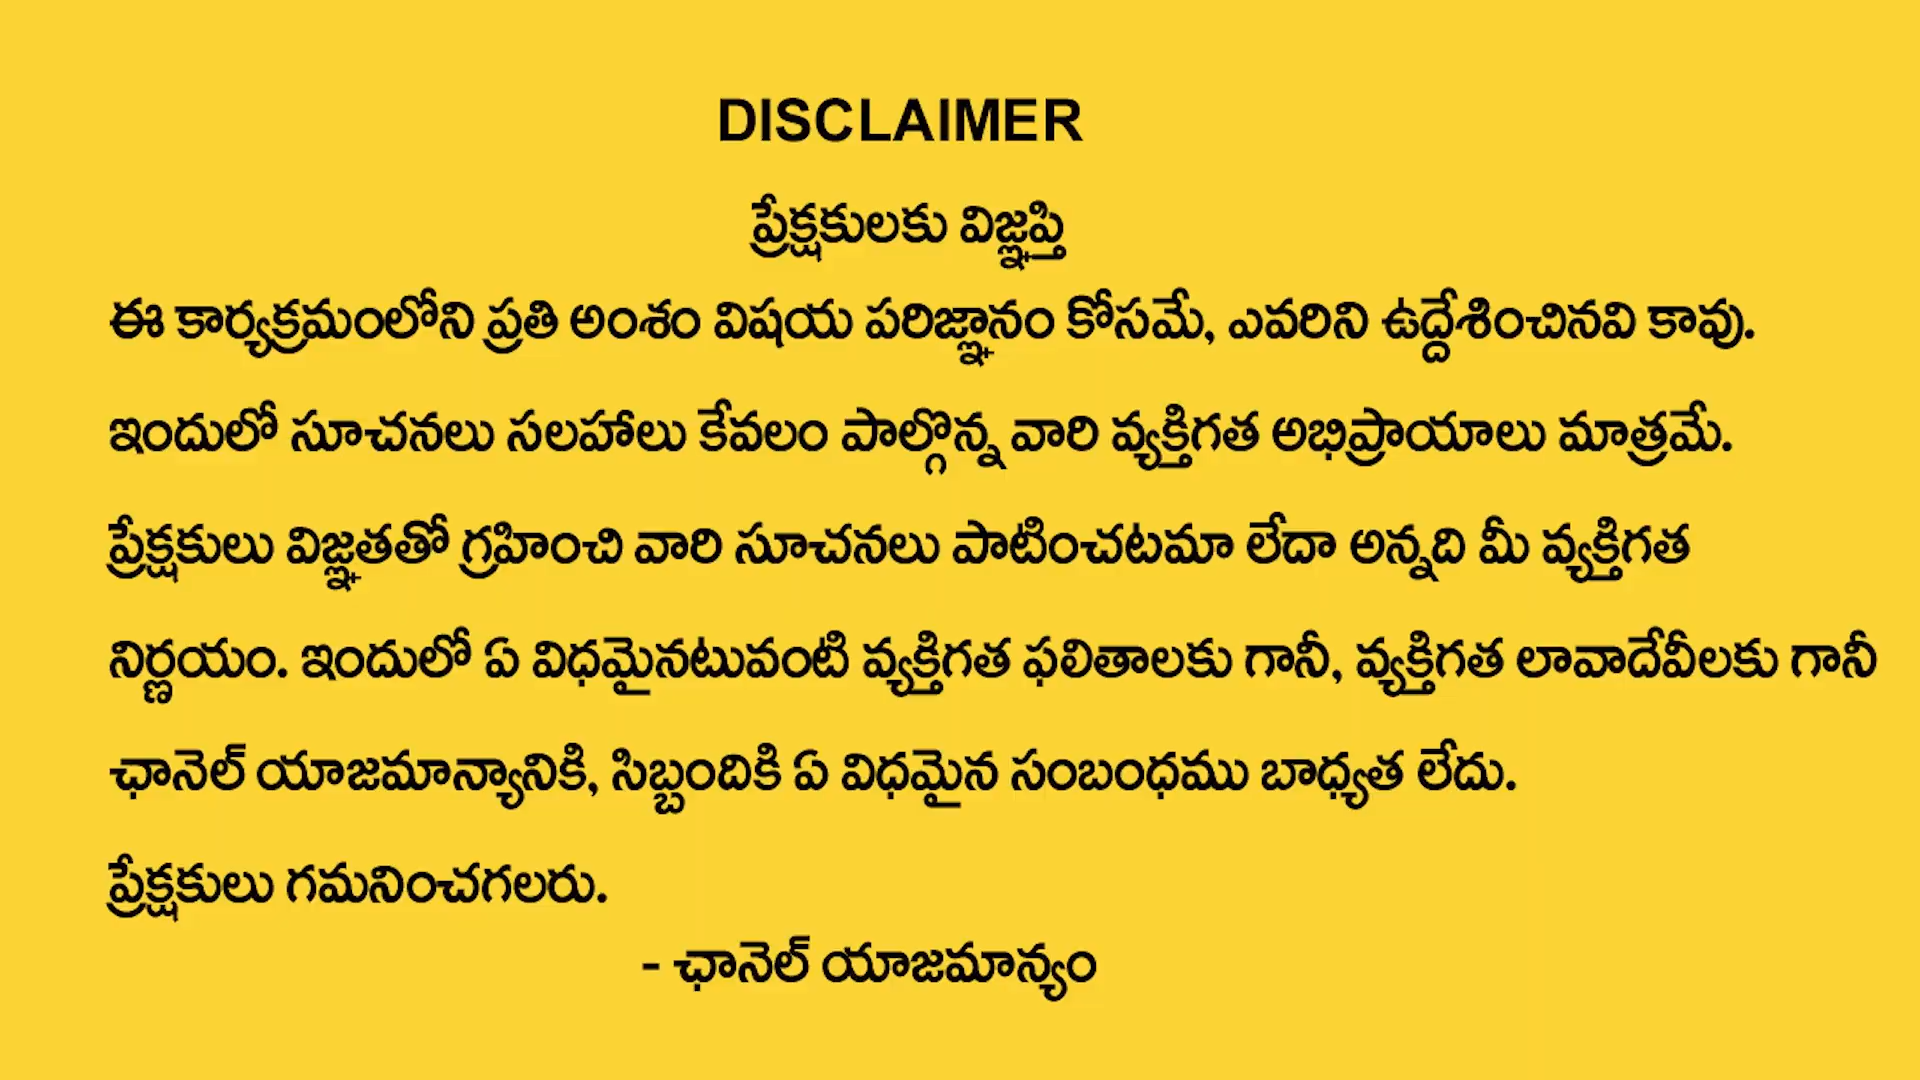 DISCLAIMER
ప్రేక్షకులకు విజ్ఞప్తి
ఈ కార్యక్రమంలోని ప్రతి అంశం విషయ పరిజ్ఞానం కోసమే, ఎవరిని ఉద్దేశించినవి కావు.
ఇందులో సూచనలు సలహాలు కేవలం పాల్గొన్న వారి వ్యక్తిగత అభిప్రాయాలు మాత్రమే.
ప్రేక్షకులు విజ్ఞతతో గ్రహించి వారి సూచనలు పాటించటమా లేదా అన్నది మీ వ్యక్తిగత
నిర్ణయం. ఇందులో ఏ విధమైనటువంటి వ్యక్తిగత ఫలితాలకు గానీ, వ్యక్తిగత లావాదేవీలకు గానీ
ఛానెల్ యాజమాన్యానికి, సిబ్బందికి ఏ విధమైన సంబంధము బాధ్యత లేదు.
ప్రేక్షకులు గమనించగలరు.
- ఛానెల్ యాజమాన్యం